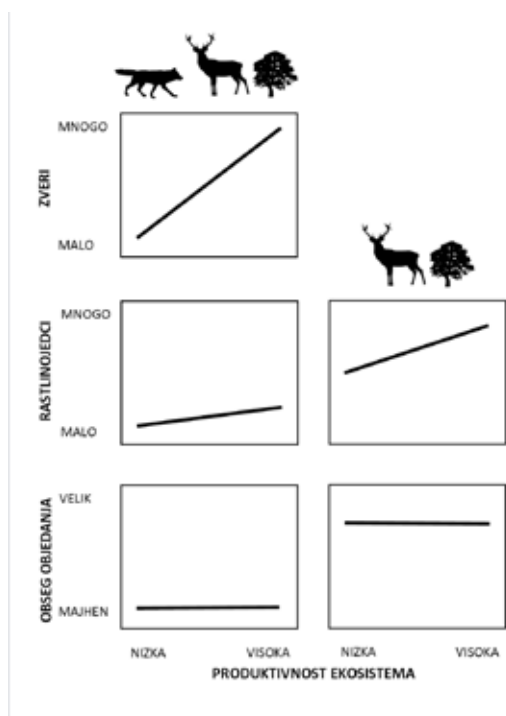 ZVERI
MNOGO
MALO
RASTLINOJEDCI
MNOGO
MALO
OBSEG OBJEDANJA
VELIK
MAJHEN
NIZKA VISOKA NIZKA VISOKA
PRODUKTIVNOST EKOSISTEMA